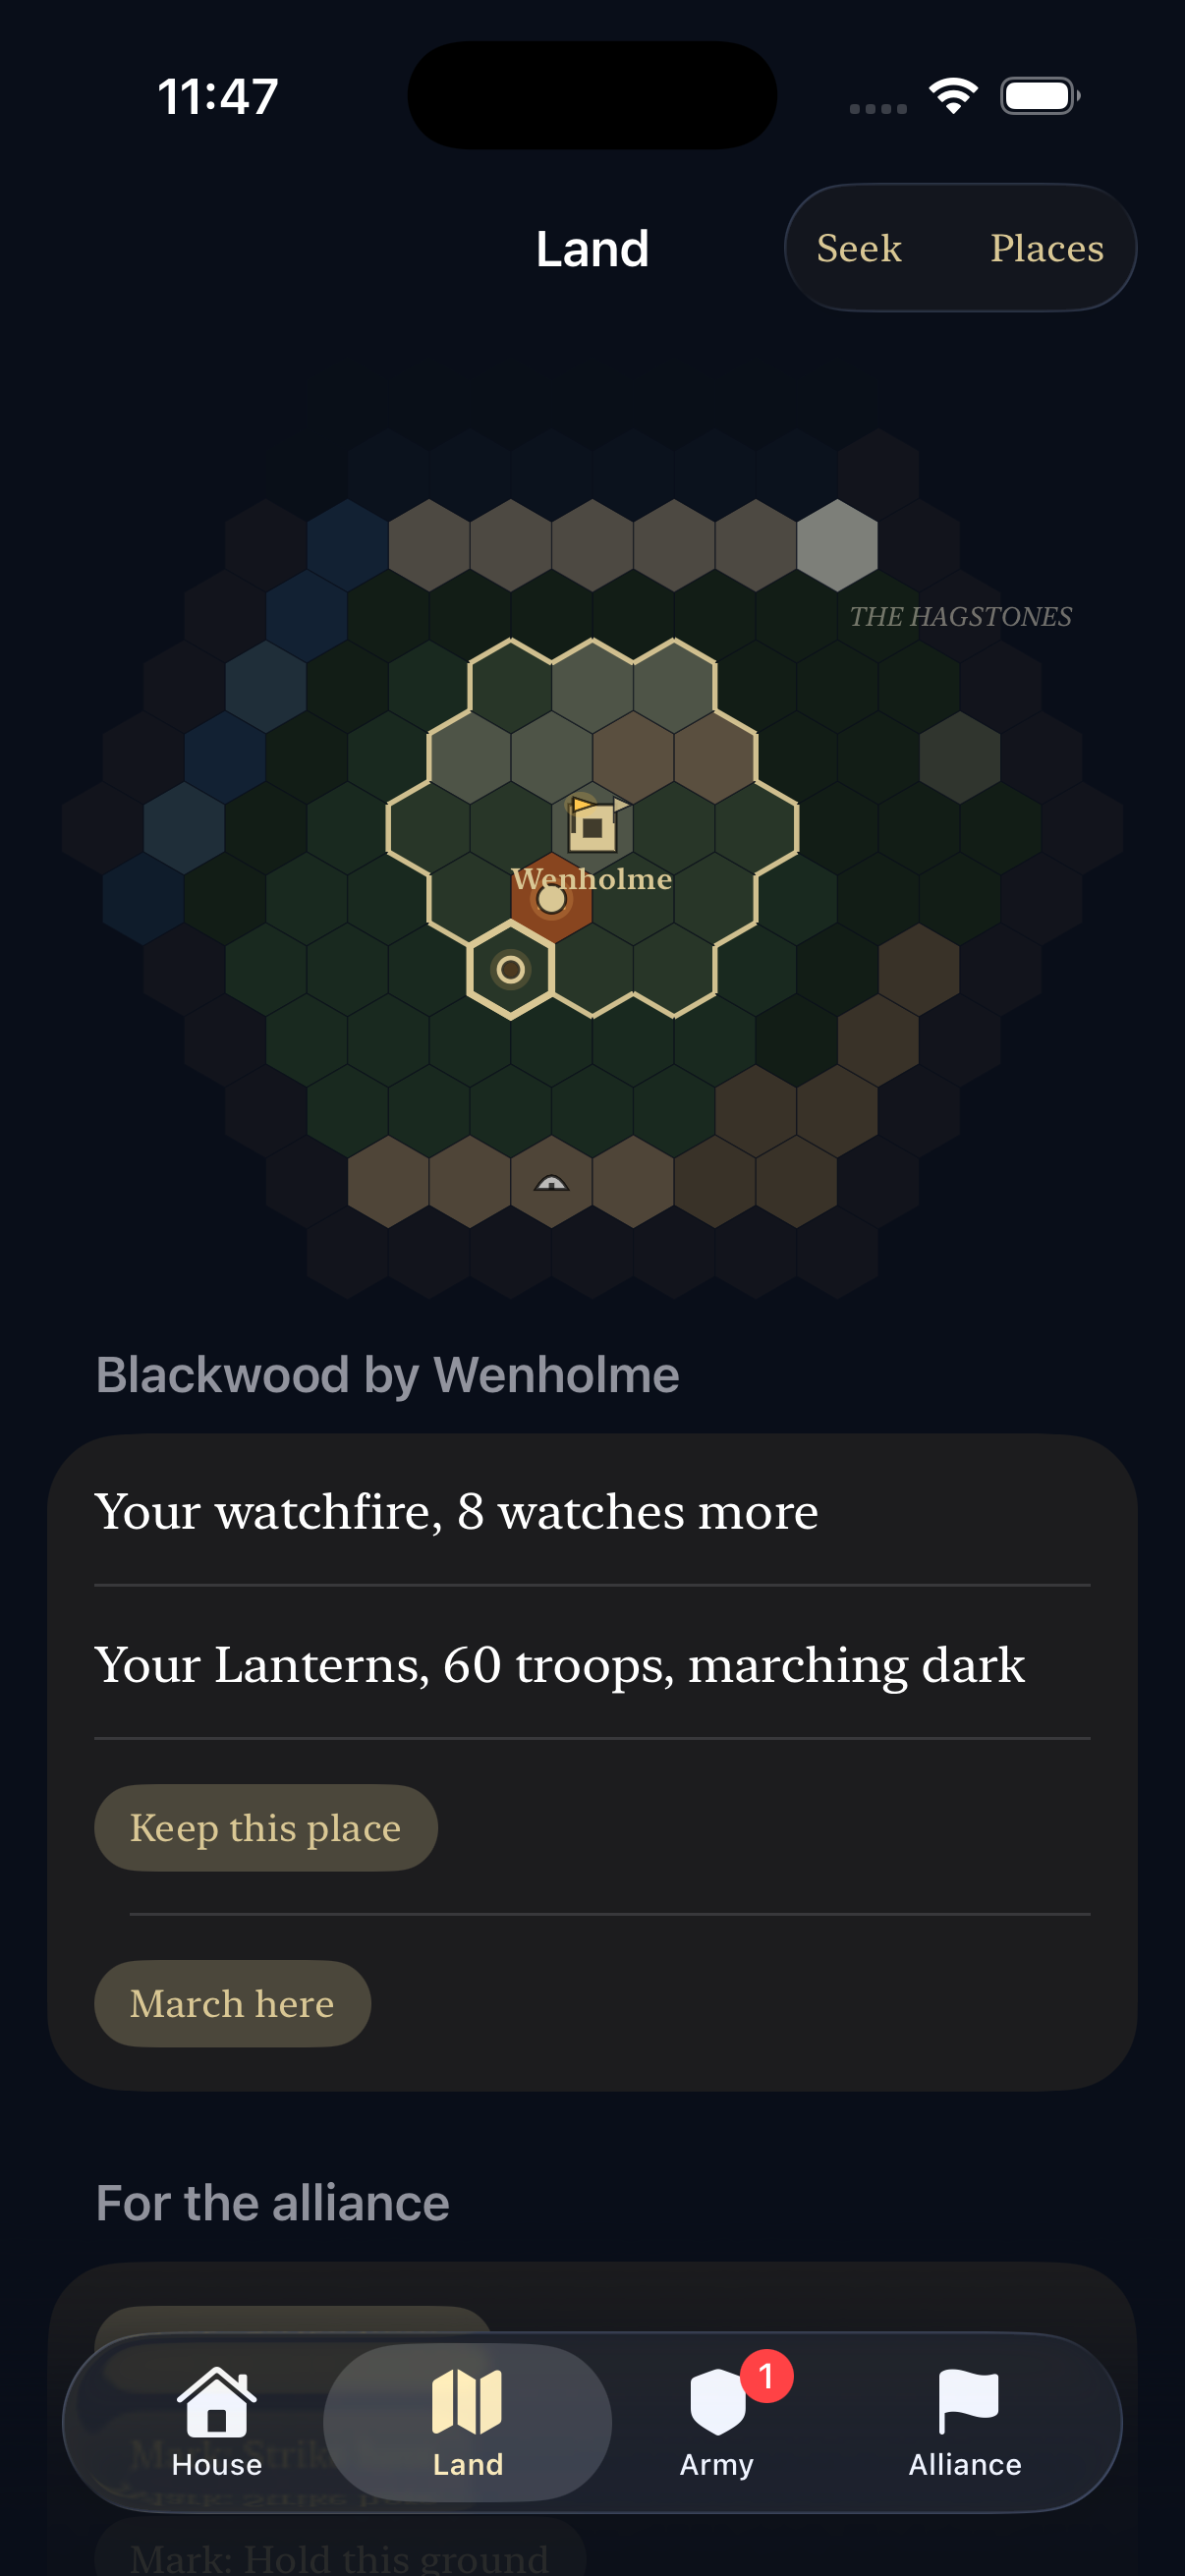 11:47
Land
Seek
Places
THE HAGSTONES
Wenholme
Blackwood by Wenholme
Your watchfire, 8 watches more
Your Lanterns, 60 troops, marching dark
Keep this place
March here
For the alliance
1
House
Land
Army
Alliance
Mark: Hold this ground